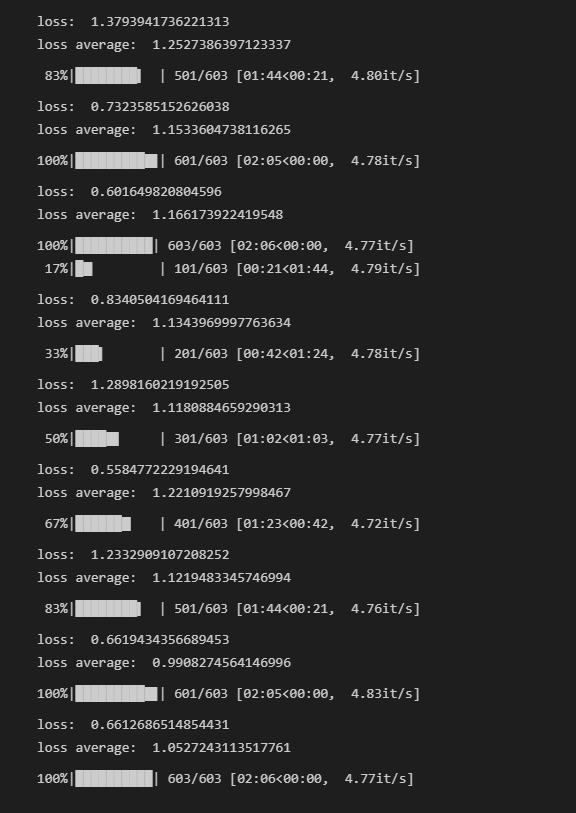 loss:  1.3793941736221313
loss average:  1.2527386397123337
83%|████████▎ | 501/603 [01:44<00:21,  4.80it/s]
loss:  0.7323585152626038
loss average:  1.1533604738116265
100%|█████████▉| 601/603 [02:05<00:00,  4.78it/s]
loss:  0.601649820804596
loss average:  1.166173922419548
100%|██████████| 603/603 [02:06<00:00,  4.77it/s]
17%|█▋        | 101/603 [00:21<01:44,  4.79it/s]
loss:  0.8340504169464111
loss average:  1.1343969997763634
33%|███▎      | 201/603 [00:42<01:24,  4.78it/s]
loss:  1.2898160219192505
loss average:  1.1180884659290313
50%|████▉     | 301/603 [01:02<01:03,  4.77it/s]
loss:  0.5584772229194641
loss average:  1.2210919257998467
67%|██████▋   | 401/603 [01:23<00:42,  4.72it/s]
loss:  1.2332909107208252
loss average:  1.1219483345746994
83%|████████▎ | 501/603 [01:44<00:21,  4.76it/s]
loss:  0.6619434356689453
loss average:  0.9908274564146996
100%|█████████▉| 601/603 [02:05<00:00,  4.83it/s]
loss:  0.6612686514854431
loss average:  1.0527243113517761
100%|██████████| 603/603 [02:06<00:00,  4.77it/s]